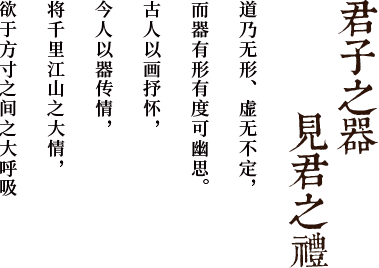 君子之器
見君之禮
道乃无形、虚无不定，
而器有形有度可幽思。
古人以画抒怀，
今人以器传情，
将千里江山之大情，
欲于方寸之间之大呼吸